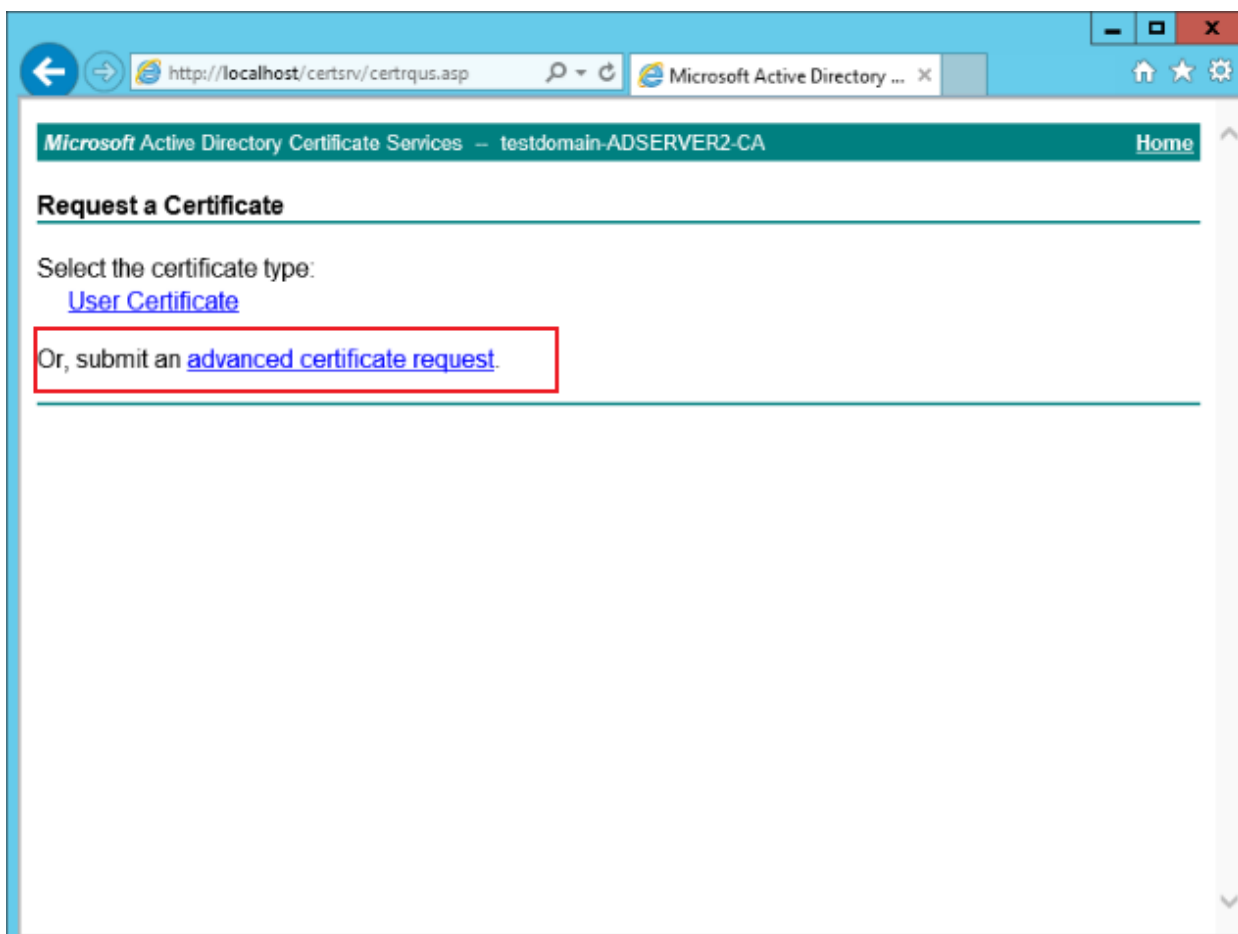 http://localhost/certsrv/certrqus.asp
Microsoft Active Directory ...
Microsoft Active Directory Certificate Services -- testdomain-ADSERVER2-CA Home
Request a Certificate
Select the certificate type:
User Certificate
Or, submit an advanced certificate request.